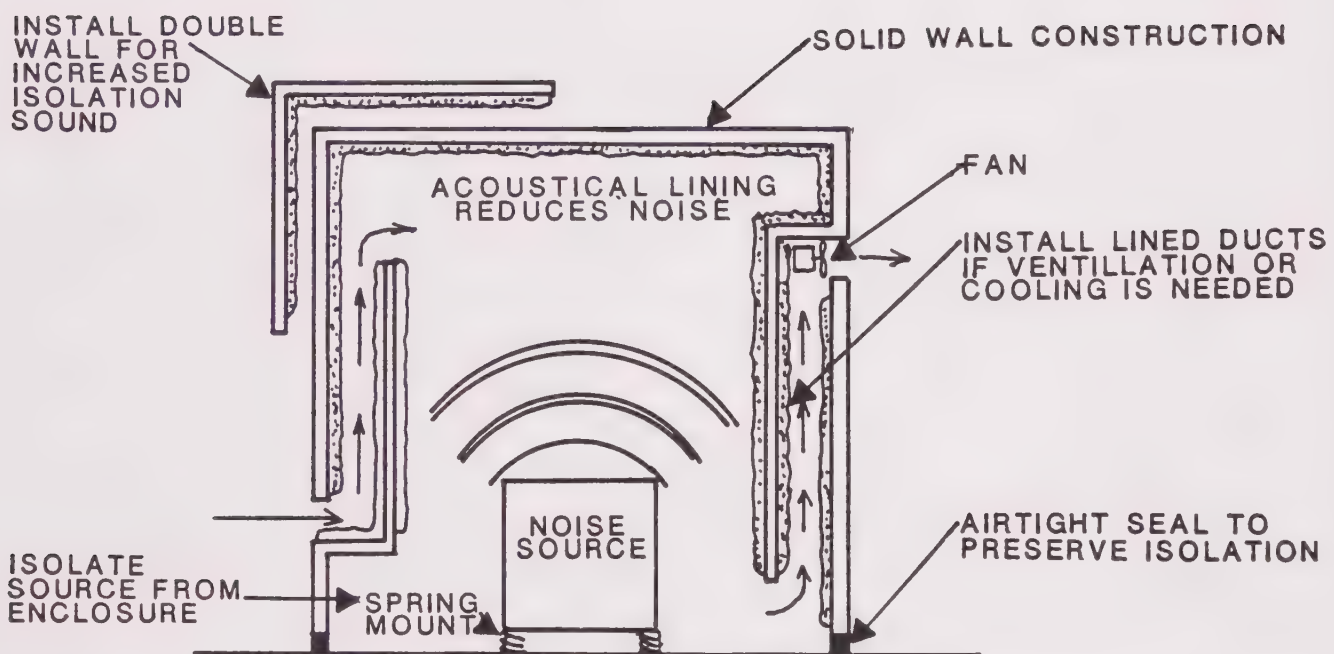 INSTALL DOUBLE
WALL FOR
INCREASED
ISOLATION
SOUND
SOLID WALL CONSTRUCTION
FAN
ACOUSTICAL LINING
REDUCES NOISE
INSTALL LINED DUCTS
IF VENTILLATION OR
COOLING IS NEEDED
NOISE
SOURCE
AIRTIGHT SEAL TO
PRESERVE ISOLATION
ISOLATE
SOURCE FROM
ENCLOSURE
SPRING
MOUNT